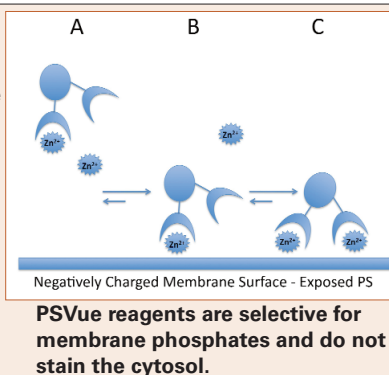 A B C
Zn²⁺
Zn²⁺
Zn²⁺
Zn²⁺
Zn²⁺ Zn²⁺
Negatively Charged Membrane Surface - Exposed PS
PSVue reagents are selective for
membrane phosphates and do not
stain the cytosol.